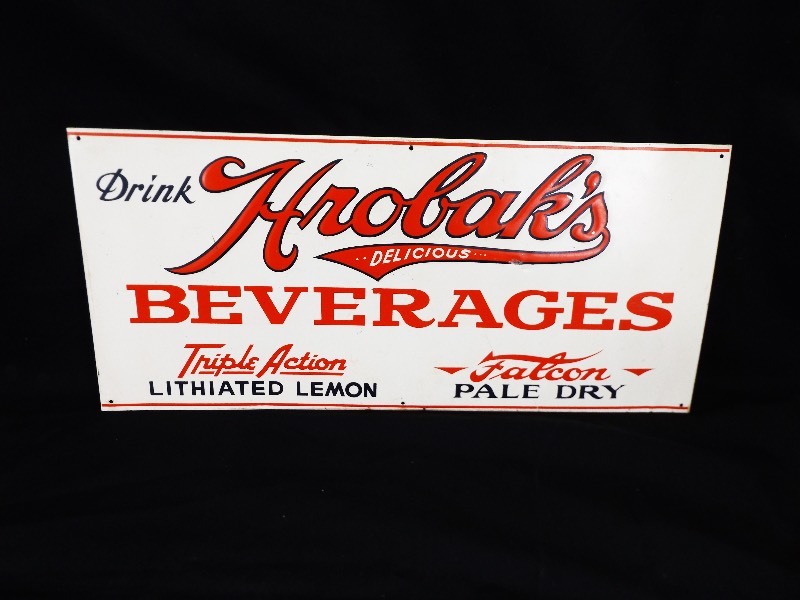 Drink Hrobak's
·· DELICIOUS ··
BEVERAGES
Triple Action
LITHIATED LEMON
Falcon
PALE DRY